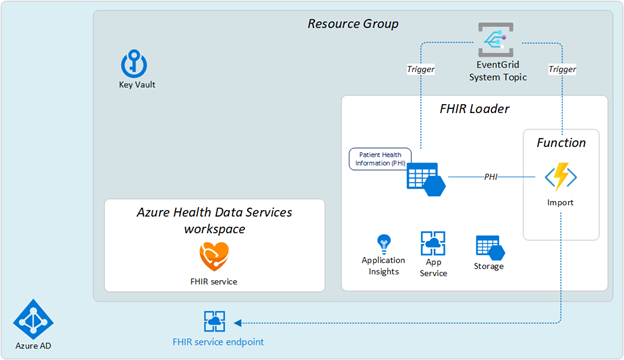 Resource Group
EventGrid
System Topic
Trigger
Trigger
Key Vault
FHIR Loader
Patient Health
Information (PHI)
PHI
Function
Import
Azure Health Data Services
workspace
FHIR service
Application
Insights
App
Service
Storage
Azure AD
FHIR service endpoint